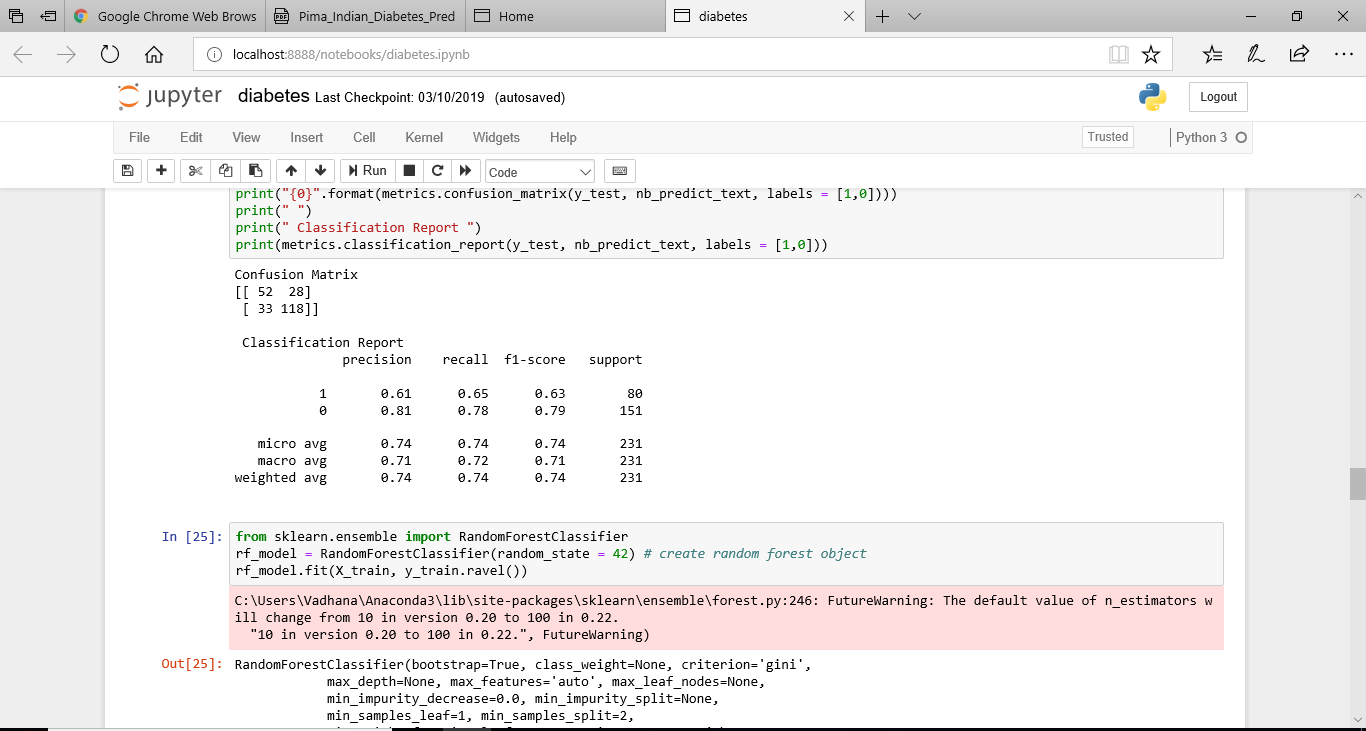 Google Chrome Web Brows
Pima_Indian_Diabetes_Pred
Home
diabetes
localhost:8888/notebooks/diabetes.ipynb
jupyter diabetes Last Checkpoint: 03/10/2019 (autosaved)
Logout
File Edit View Insert Cell Kernel Widgets Help
Trusted
Python 3
Run
Code
print("{0}".format(metrics.confusion_matrix(y_test, nb_predict_text, labels = [1,0])))
print(" ")
print(" Classification Report ")
print(metrics.classification_report(y_test, nb_predict_text, labels = [1,0]))
Confusion Matrix
[[ 52  28]
 [ 33 118]]
Classification Report
precision recall f1-score support
1 0.61 0.65 0.63 80
0 0.81 0.78 0.79 151
micro avg 0.74 0.74 0.74 231
macro avg 0.71 0.72 0.71 231
weighted avg 0.74 0.74 0.74 231
In [25]: from sklearn.ensemble import RandomForestClassifier
rf_model = RandomForestClassifier(random_state = 42) # create random forest object
rf_model.fit(X_train, y_train.ravel())
C:\Users\Vadhana\Anaconda3\lib\site-packages\sklearn\ensemble\forest.py:246: FutureWarning: The default value of n_estimators w
ill change from 10 in version 0.20 to 100 in 0.22.
"10 in version 0.20 to 100 in 0.22.", FutureWarning)
Out[25]: RandomForestClassifier(bootstrap=True, class_weight=None, criterion='gini',
max_depth=None, max_features='auto', max_leaf_nodes=None,
min_impurity_decrease=0.0, min_impurity_split=None,
min_samples_leaf=1, min_samples_split=2,